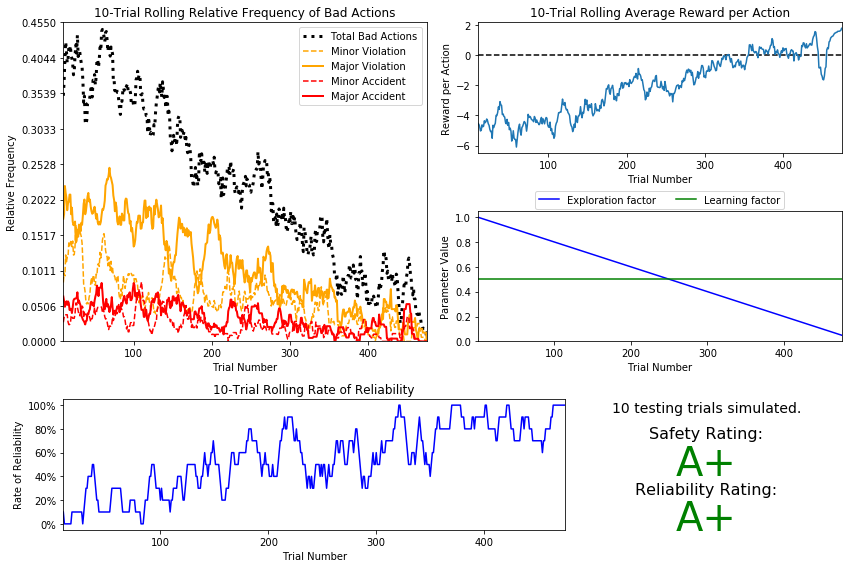 10-Trial Rolling Relative Frequency of Bad Actions
0.4550
0.4044
0.3539
0.3033
0.2528
0.2022
0.1517
0.1011
0.0506
0.0000
Relative Frequency
Total Bad Actions
Minor Violation
Major Violation
Minor Accident
Major Accident
100 200 300 400
Trial Number
10-Trial Rolling Average Reward per Action
2
0
−2
−4
−6
Reward per Action
100 200 300 400
Trial Number
Exploration factor Learning factor
1.0
0.8
0.6
0.4
0.2
0.0
Parameter Value
100 200 300 400
Trial Number
10-Trial Rolling Rate of Reliability
100%
80%
60%
40%
20%
0%
Rate of Reliability
100 200 300 400
Trial Number
10 testing trials simulated.
Safety Rating:
A+
Reliability Rating:
A+